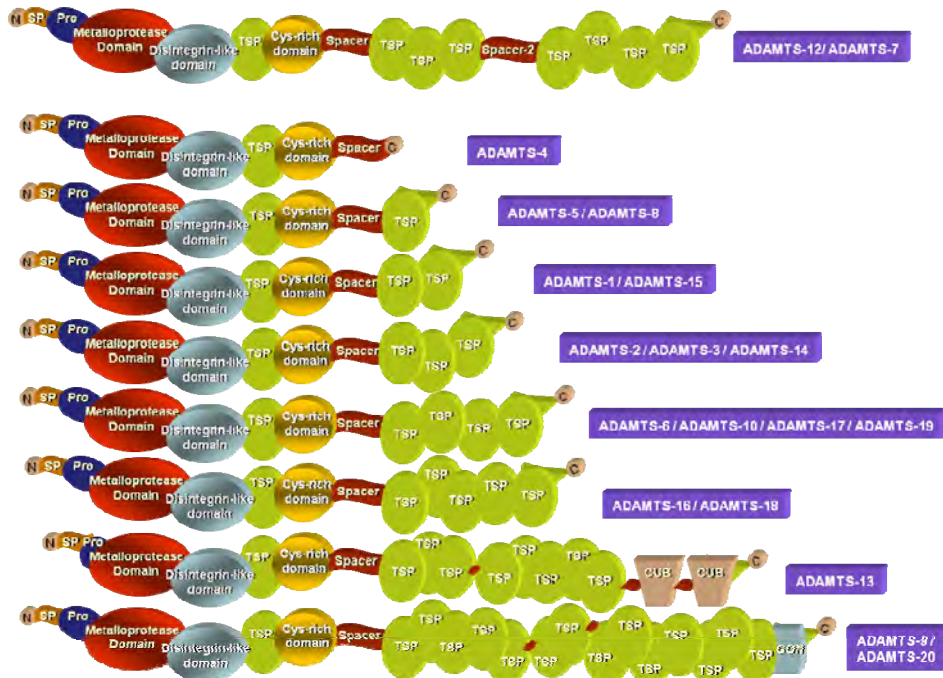 N SP Pro Metalloprotease Domain Disintegrin-like domain TSP Cys-rich domain Spacer TSP TSP TSP Spacer-2 TSP TSP TSP TSP C ADAMTS-12/ ADAMTS-7
N SP Pro Metalloprotease Domain Disintegrin-like domain TSP Cys-rich domain Spacer C ADAMTS-4
N SP Pro Metalloprotease Domain Disintegrin-like domain TSP Cys-rich domain Spacer TSP C ADAMTS-5 / ADAMTS-8
N SP Pro Metalloprotease Domain Disintegrin-like domain TSP Cys-rich domain Spacer TSP TSP C ADAMTS-1 / ADAMTS-15
N SP Pro Metalloprotease Domain Disintegrin-like domain TSP Cys-rich domain Spacer TSP TSP TSP C ADAMTS-2 / ADAMTS-3 / ADAMTS-14
N SP Pro Metalloprotease Domain Disintegrin-like domain TSP Cys-rich domain Spacer TSP TSP TSP TSP C ADAMTS-6 / ADAMTS-10 / ADAMTS-17 / ADAMTS-19
N SP Pro Metalloprotease Domain Disintegrin-like domain TSP Cys-rich domain Spacer TSP TSP TSP TSP TSP C ADAMTS-16 / ADAMTS-18
N SP Pro Metalloprotease Domain Disintegrin-like domain TSP Cys-rich domain Spacer TSP TSP TSP TSP TSP TSP TSP CUB CUB C ADAMTS-13
N SP Pro Metalloprotease Domain Disintegrin-like domain TSP Cys-rich domain Spacer TSP TSP TSP TSP TSP TSP TSP TSP TSP TSP TSP TSP TSP TSP GON C ADAMTS-9 / ADAMTS-20